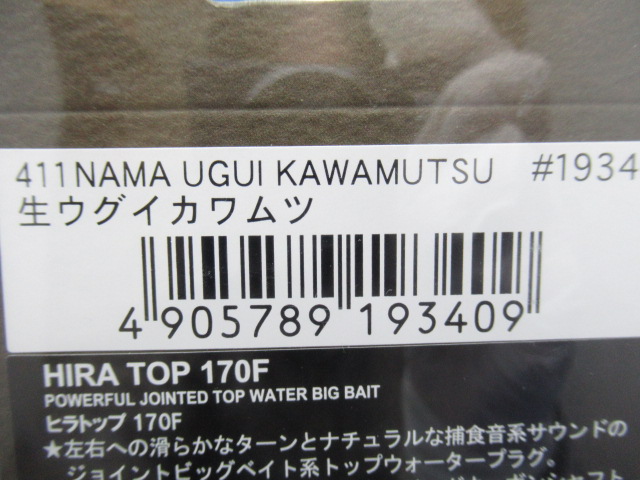 411 NAMA UGUI KAWAMUTSU #1934
生ウグイカワムツ
4 905789 193409
HIRA TOP 170F
POWERFUL JOINTED TOP WATER BIG BAIT
ヒラトップ 170F
★左右への滑らかなターンとナチュラルな捕食音系サウンドの
ジョイントビッグベイト系トップウォータープラグ。